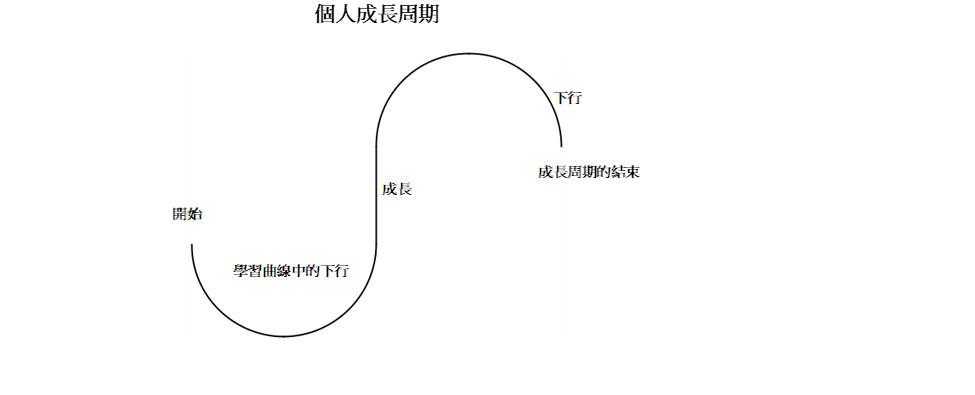 個人成長周期
下行
成長周期的結束
成長
開始
學習曲線中的下行